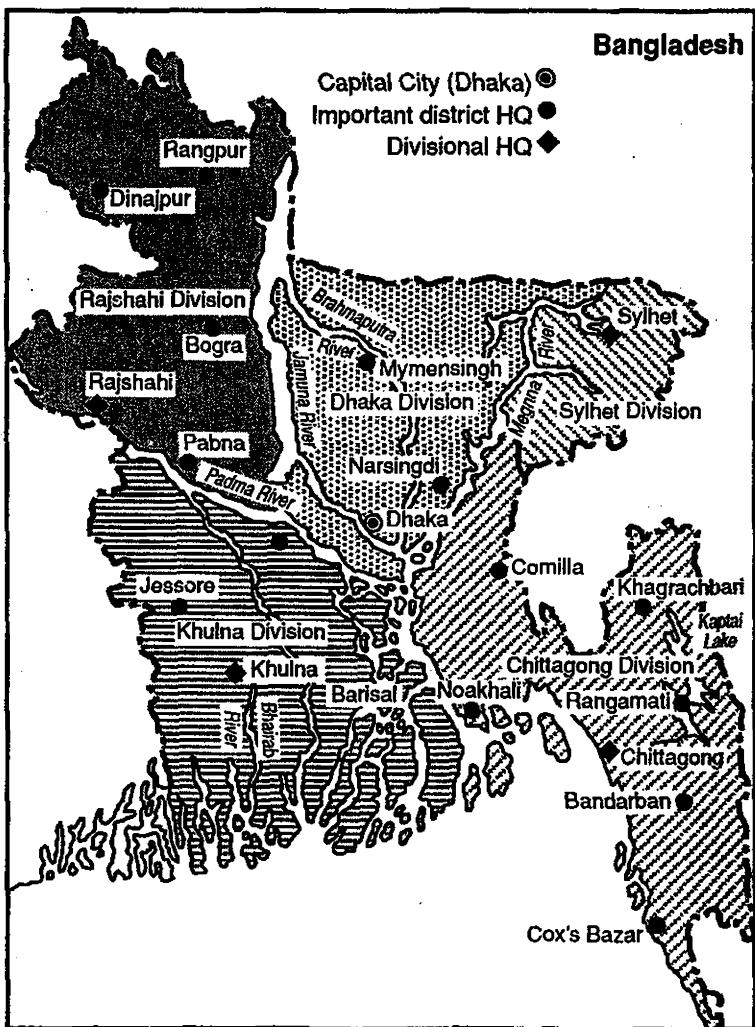 Bangladesh
Capital City (Dhaka)
Important district HQ
Divisional HQ
Rangpur
Dinajpur
Rajshahi Division
Bogra
Rajshahi
Pabna
Brahmaputra
River
Jamuna River
Mymensingh
Dhaka Division
Sylhet
River
Meghna
Sylhet Division
Narsingdi
Padma River
Dhaka
Comilla
Jessore
Khulna Division
Khulna
Barisal
Noakhali
Bhairab
River
Khagrachbari
Kaptai
Lake
Chittagong Division
Rangamati
Chittagong
Bandarban
Cox's Bazar